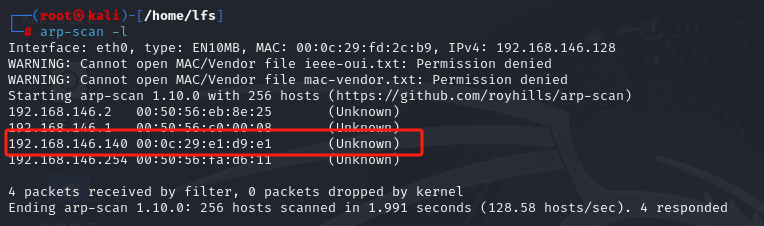 ┌──(root㉿kali)-[/home/lfs]
└─# arp-scan -l
Interface: eth0, type: EN10MB, MAC: 00:0c:29:fd:2c:b9, IPv4: 192.168.146.128
WARNING: Cannot open MAC/Vendor file ieee-oui.txt: Permission denied
WARNING: Cannot open MAC/Vendor file mac-vendor.txt: Permission denied
Starting arp-scan 1.10.0 with 256 hosts (https://github.com/royhills/arp-scan)
192.168.146.2   00:50:56:eb:8e:25       (Unknown)
192.168.146.1   00:50:56:c0:00:08       (Unknown)
192.168.146.140 00:0c:29:e1:d9:e1       (Unknown)
192.168.146.254 00:50:56:fa:d6:11       (Unknown)
4 packets received by filter, 0 packets dropped by kernel
Ending arp-scan 1.10.0: 256 hosts scanned in 1.991 seconds (128.58 hosts/sec). 4 responded